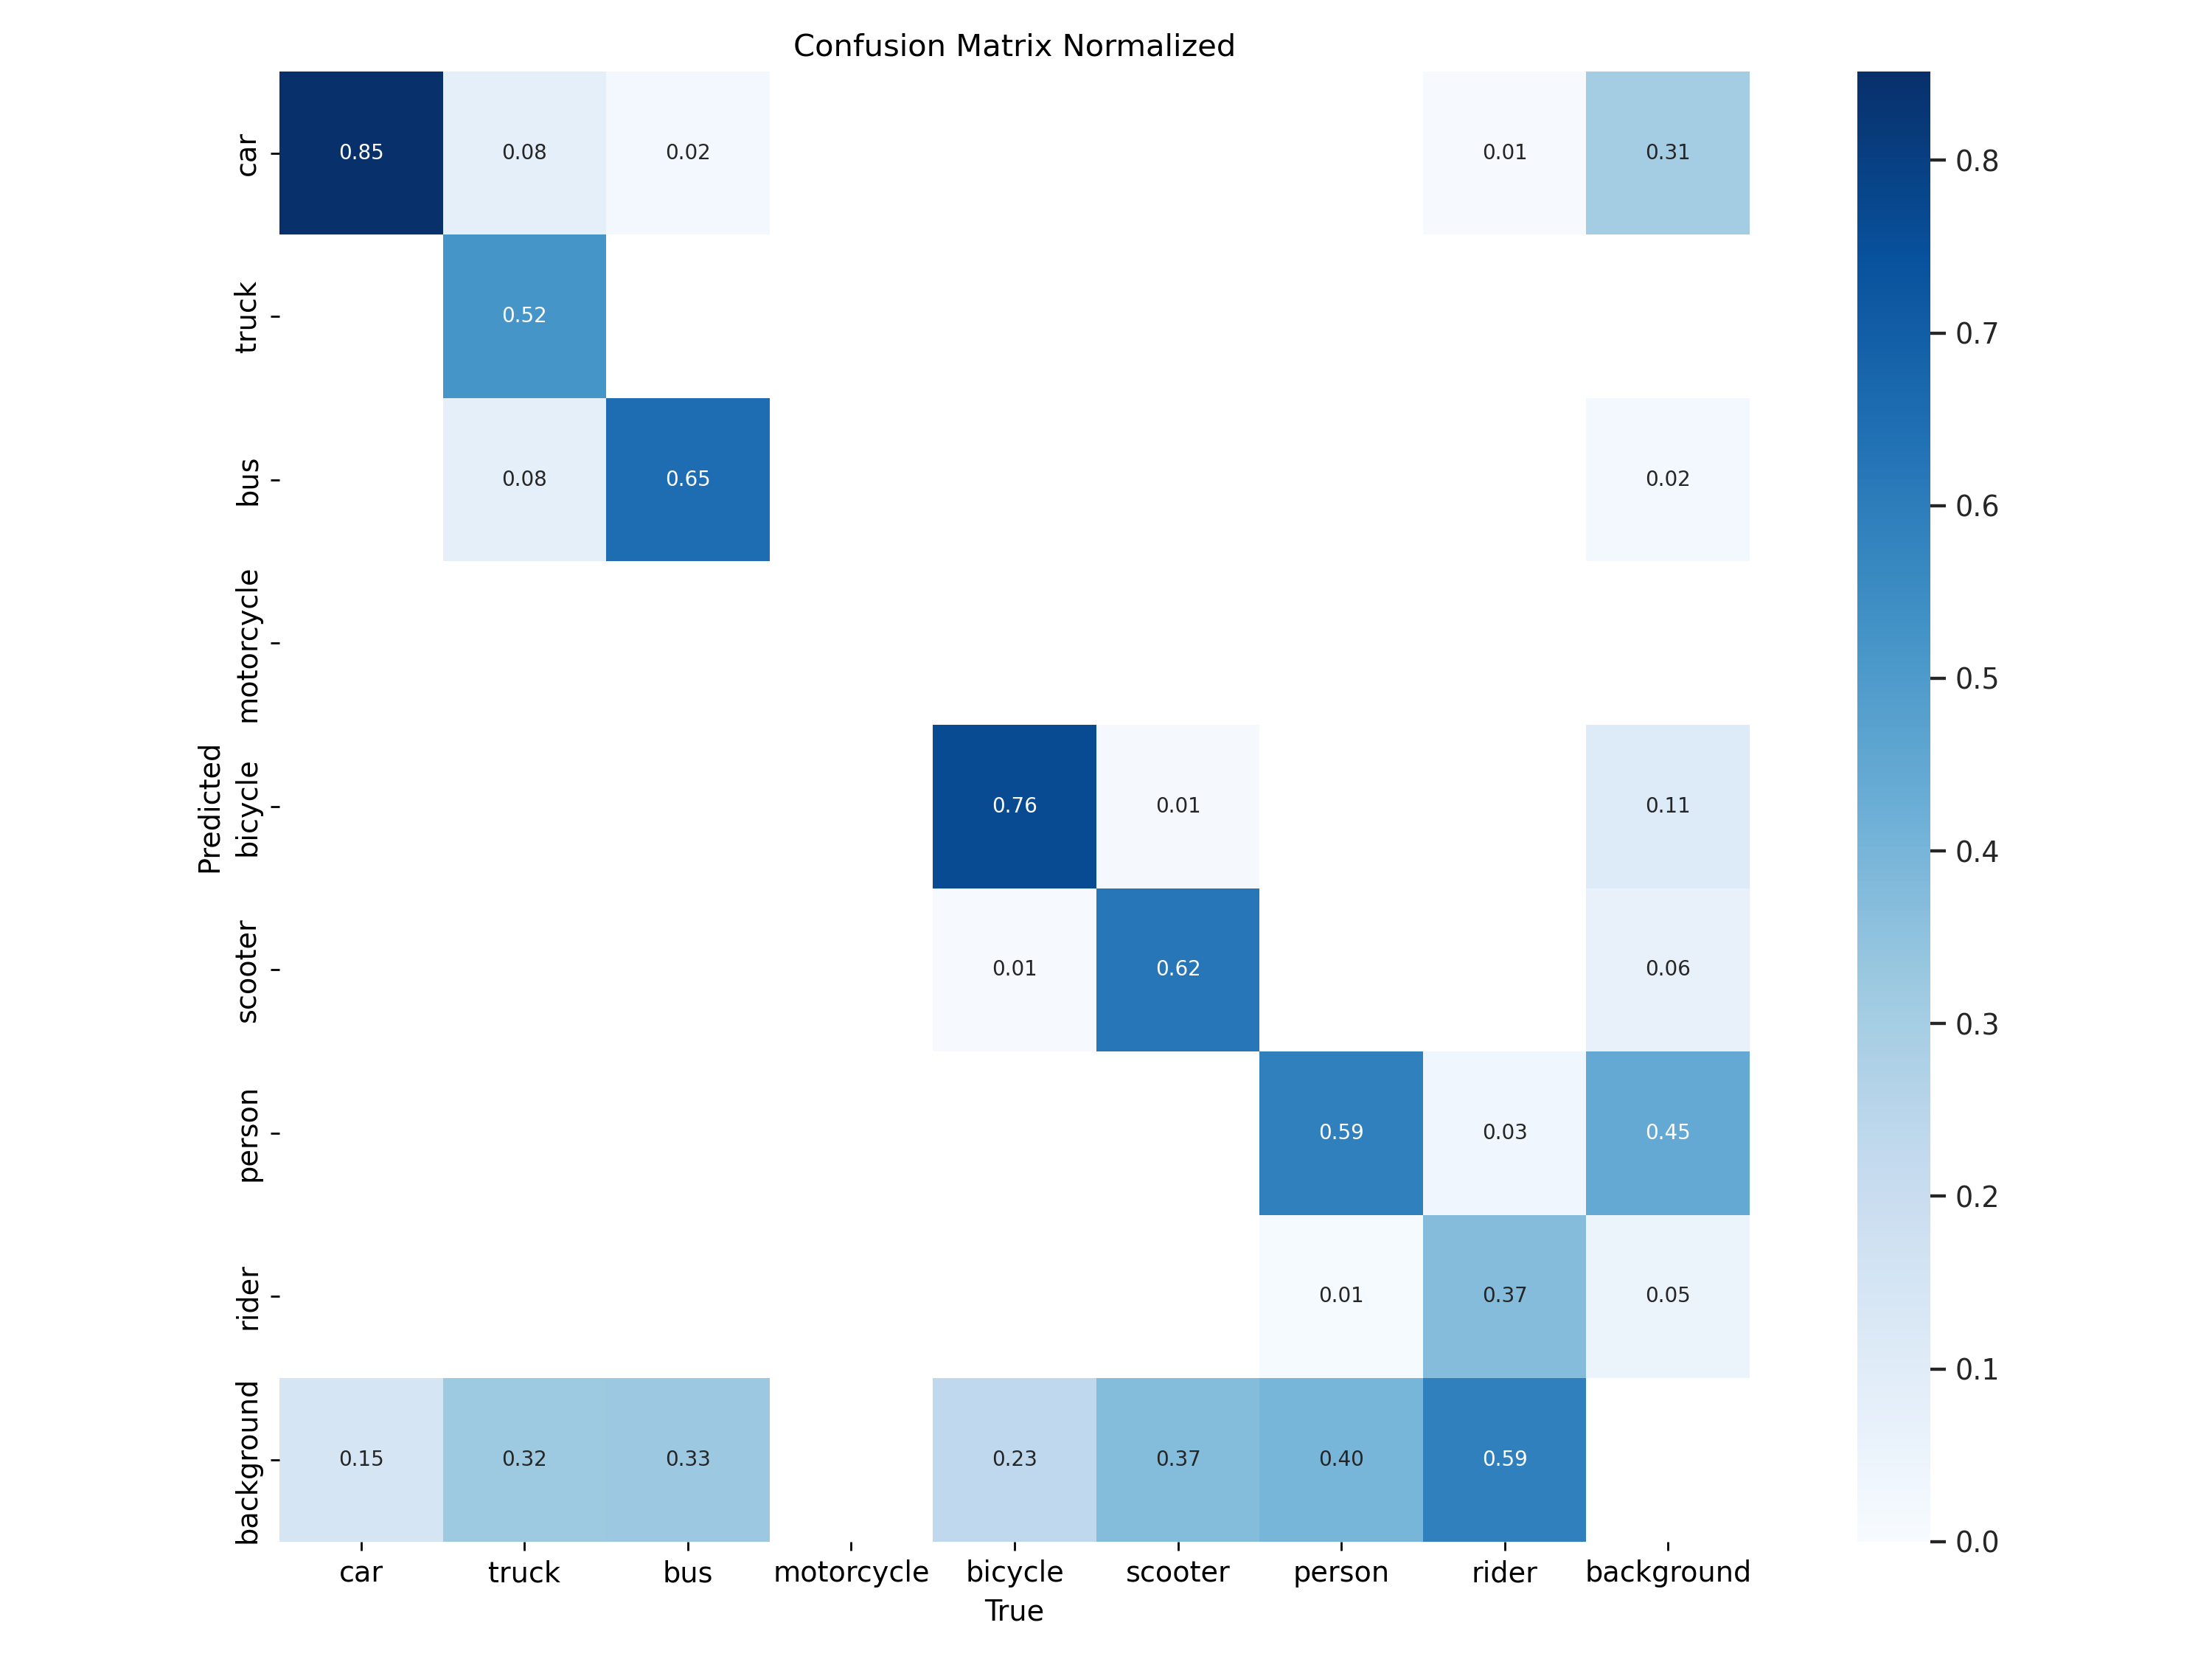 Confusion Matrix Normalized
car 0.85 0.08 0.02 0.01 0.31
truck 0.52
bus 0.08 0.65 0.02
motorcycle
bicycle 0.76 0.01 0.11
scooter 0.01 0.62 0.06
person 0.59 0.03 0.45
rider 0.01 0.37 0.05
background 0.15 0.32 0.33 0.23 0.37 0.40 0.59
Predicted
car truck bus motorcycle bicycle scooter person rider background
True
0.8
0.7
0.6
0.5
0.4
0.3
0.2
0.1
0.0